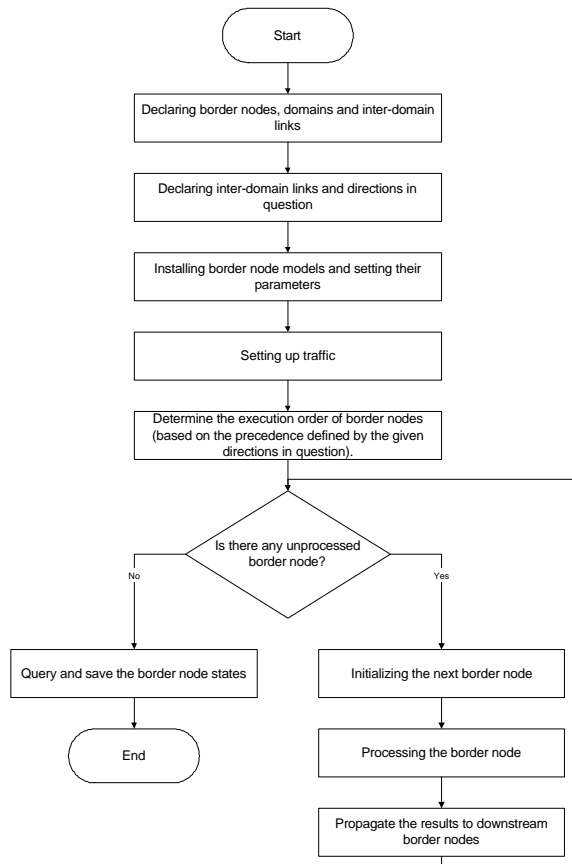 Start
Declaring border nodes, domains and inter-domain
links
Declaring inter-domain links and directions in
question
Installing border node models and setting their
parameters
Setting up traffic
Determine the execution order of border nodes
(based on the precedence defined by the given
directions in question).
Is there any unprocessed
border node?
No
Yes
Query and save the border node states
Initializing the next border node
End
Processing the border node
Propagate the results to downstream
border nodes